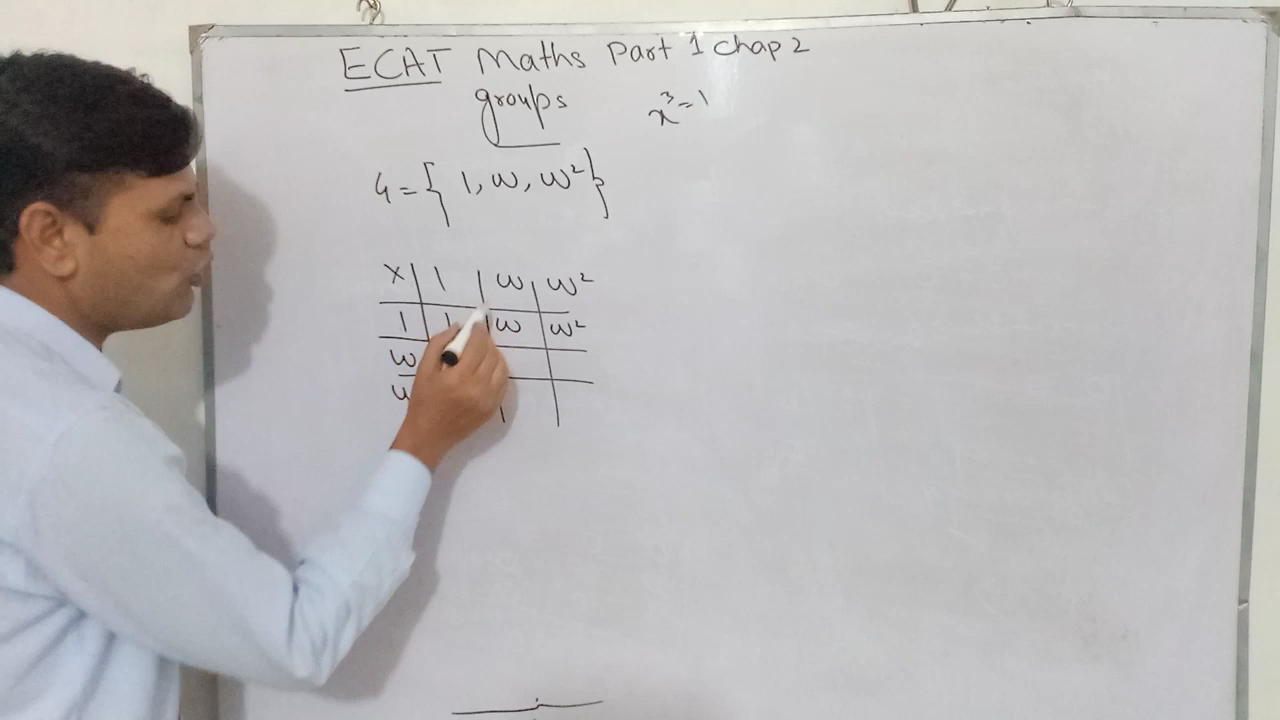 ECAT Maths Part 1 Chap 2
groups x³=1
G={1,ω,ω²}
× 1 ω ω²
1 1 ω ω²
ω